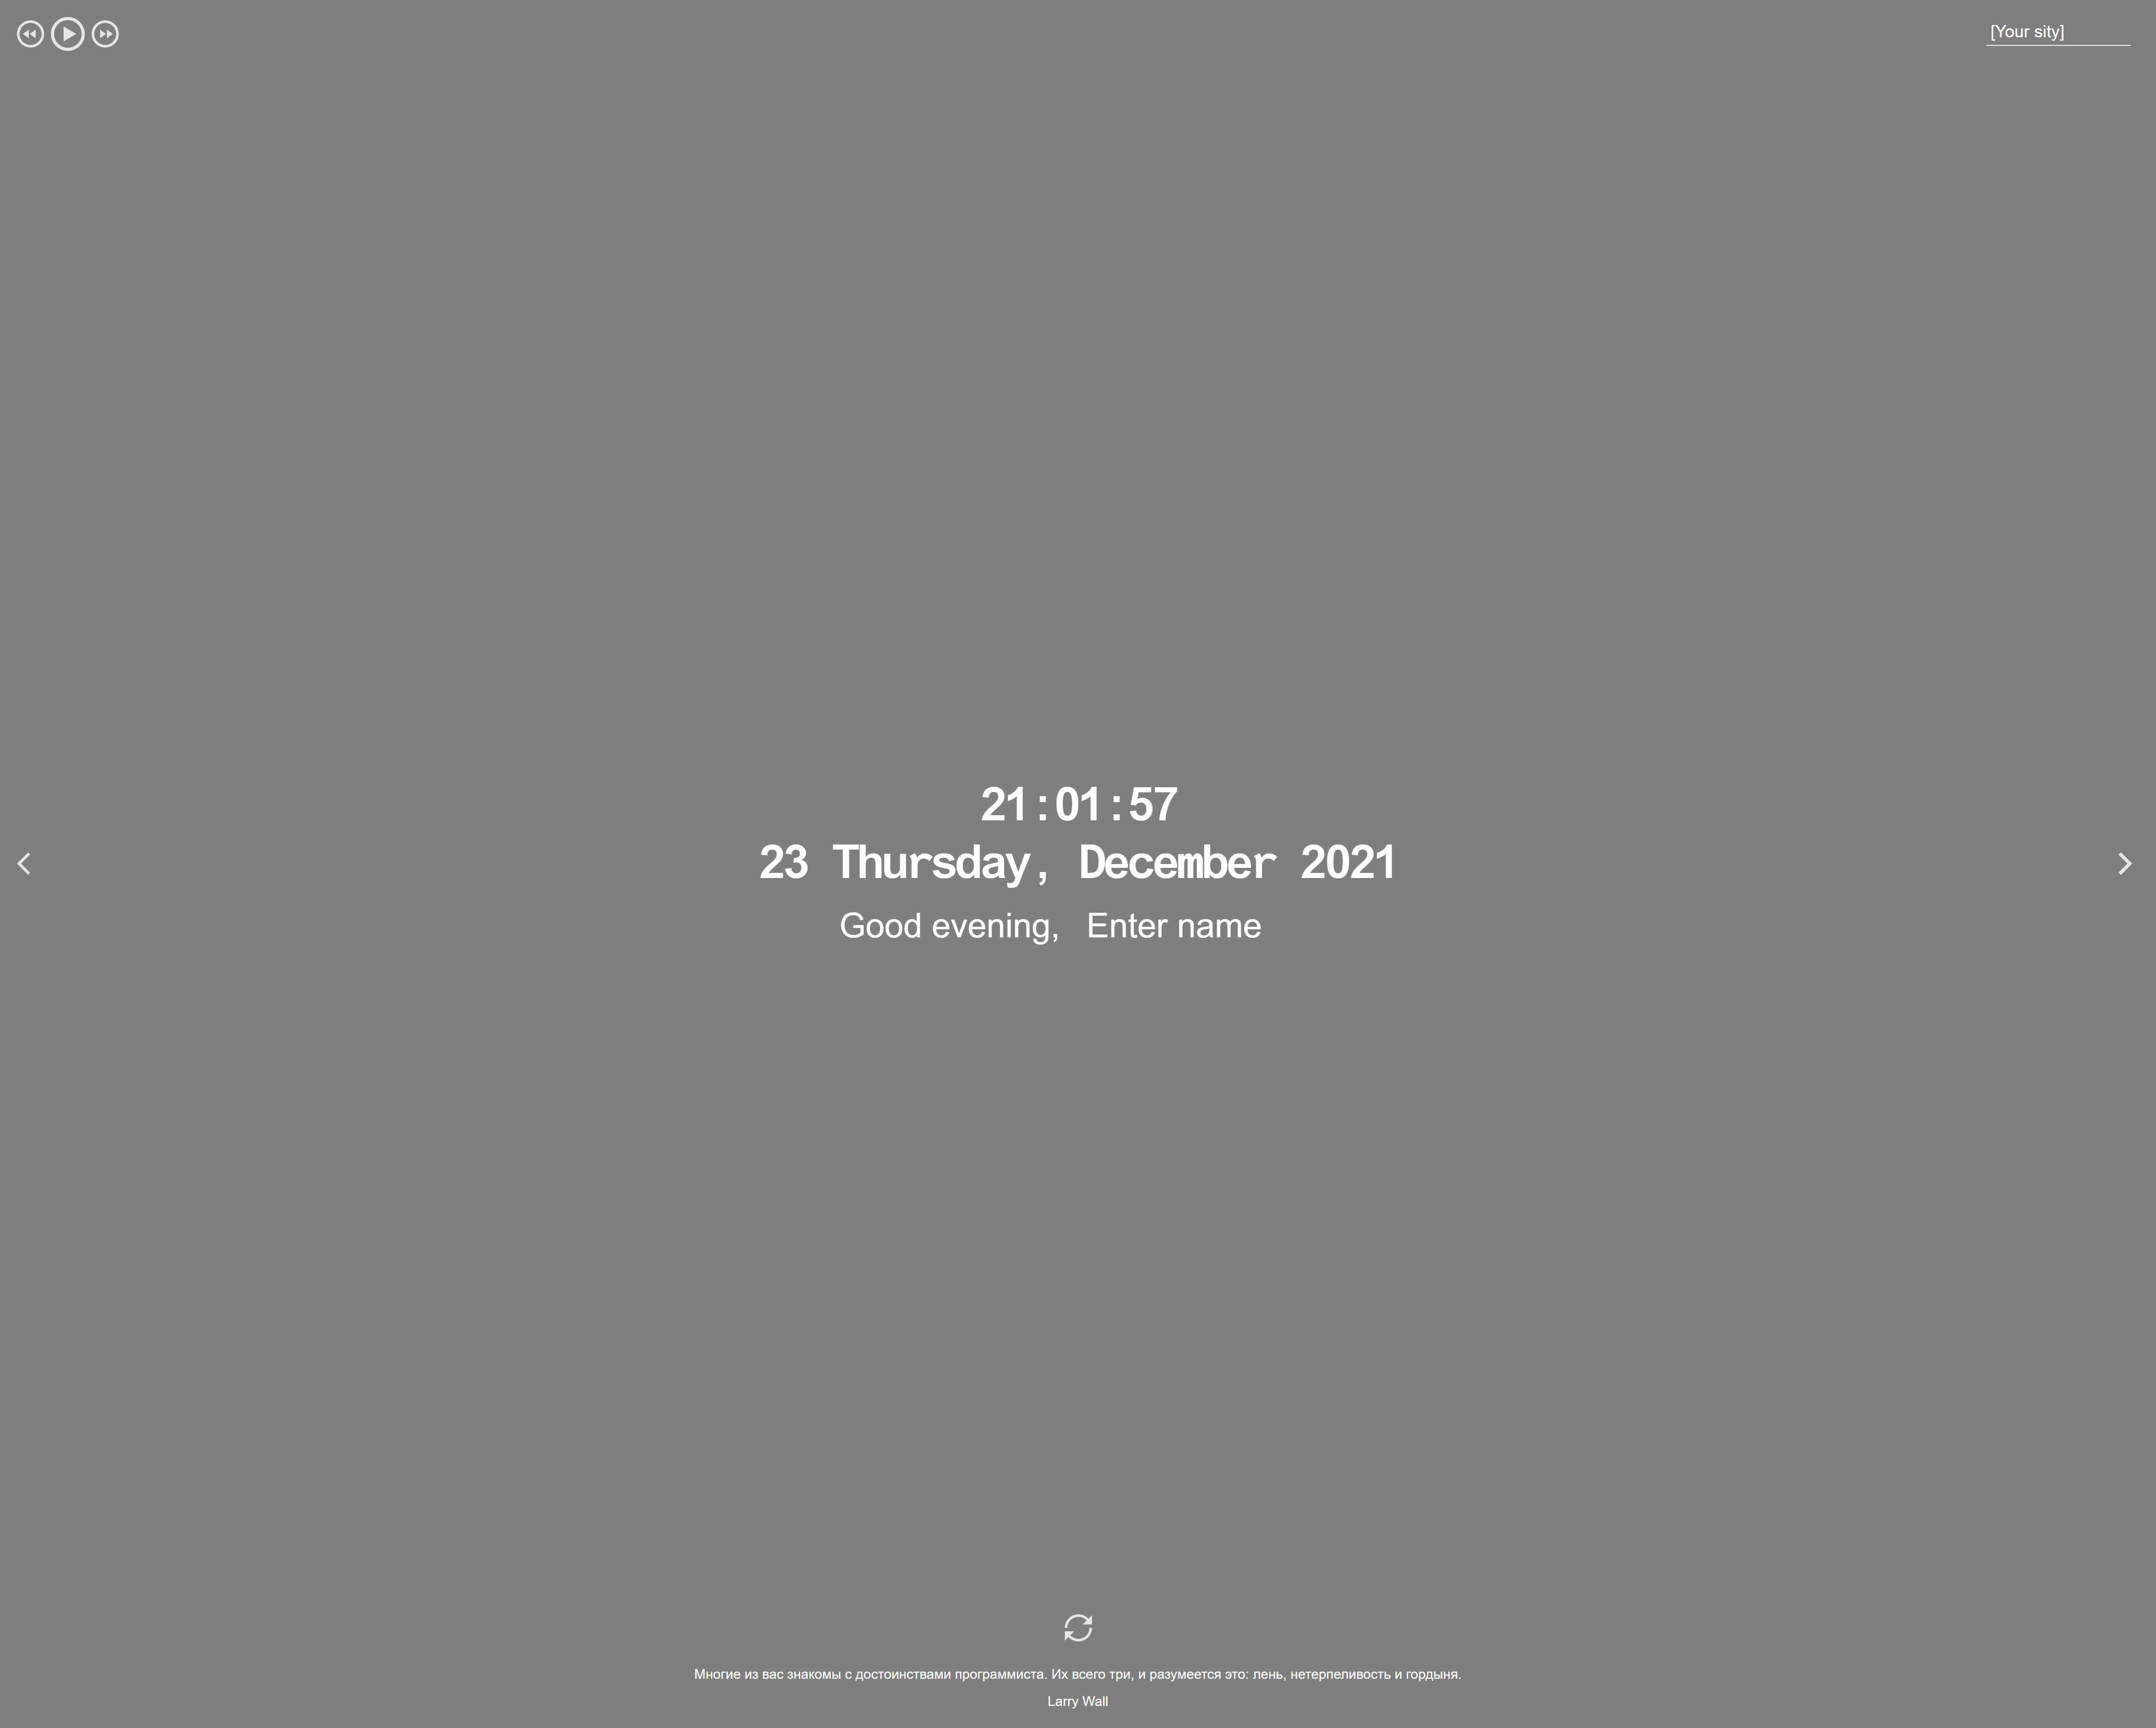 [Your sity]
21:01:57
23 Thursday, December 2021
Good evening, Enter name
Многие из вас знакомы с достоинствами программиста. Их всего три, и разумеется это: лень, нетерпеливость и гордыня.
Larry Wall